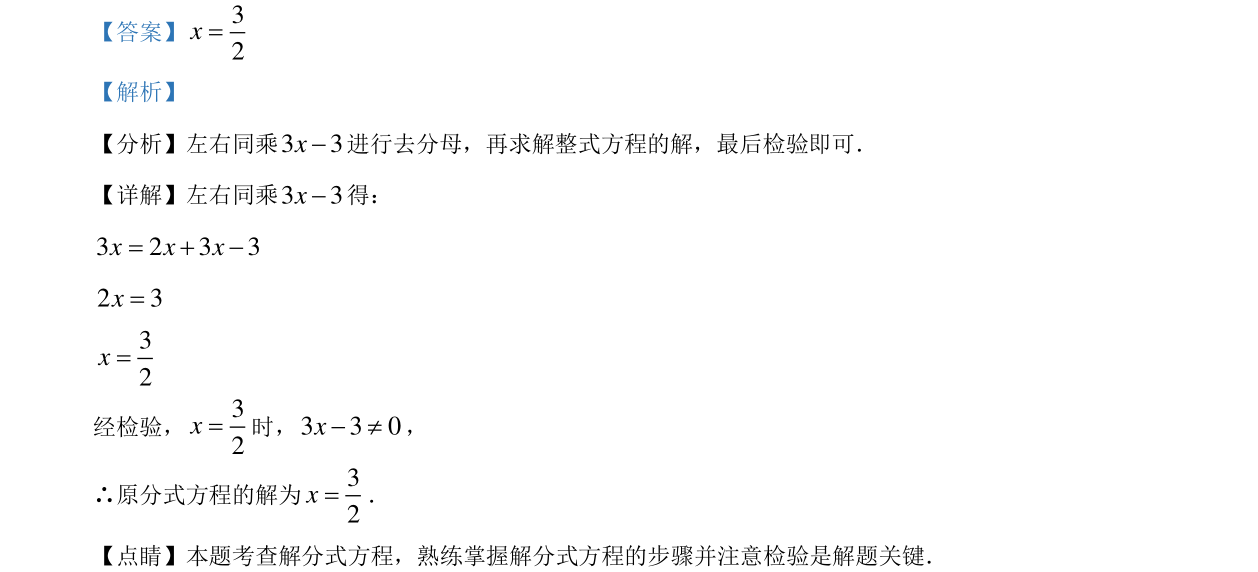 【答案】x = 3/2
【解析】
【分析】左右同乘3x－3进行去分母，再求解整式方程的解，最后检验即可．
【详解】左右同乘3x－3得：
3x = 2x + 3x − 3
2x = 3
x = 3/2
经检验，x = 3/2时，3x − 3 ≠ 0，
∴原分式方程的解为x = 3/2．
【点睛】本题考查解分式方程，熟练掌握解分式方程的步骤并注意检验是解题关键．